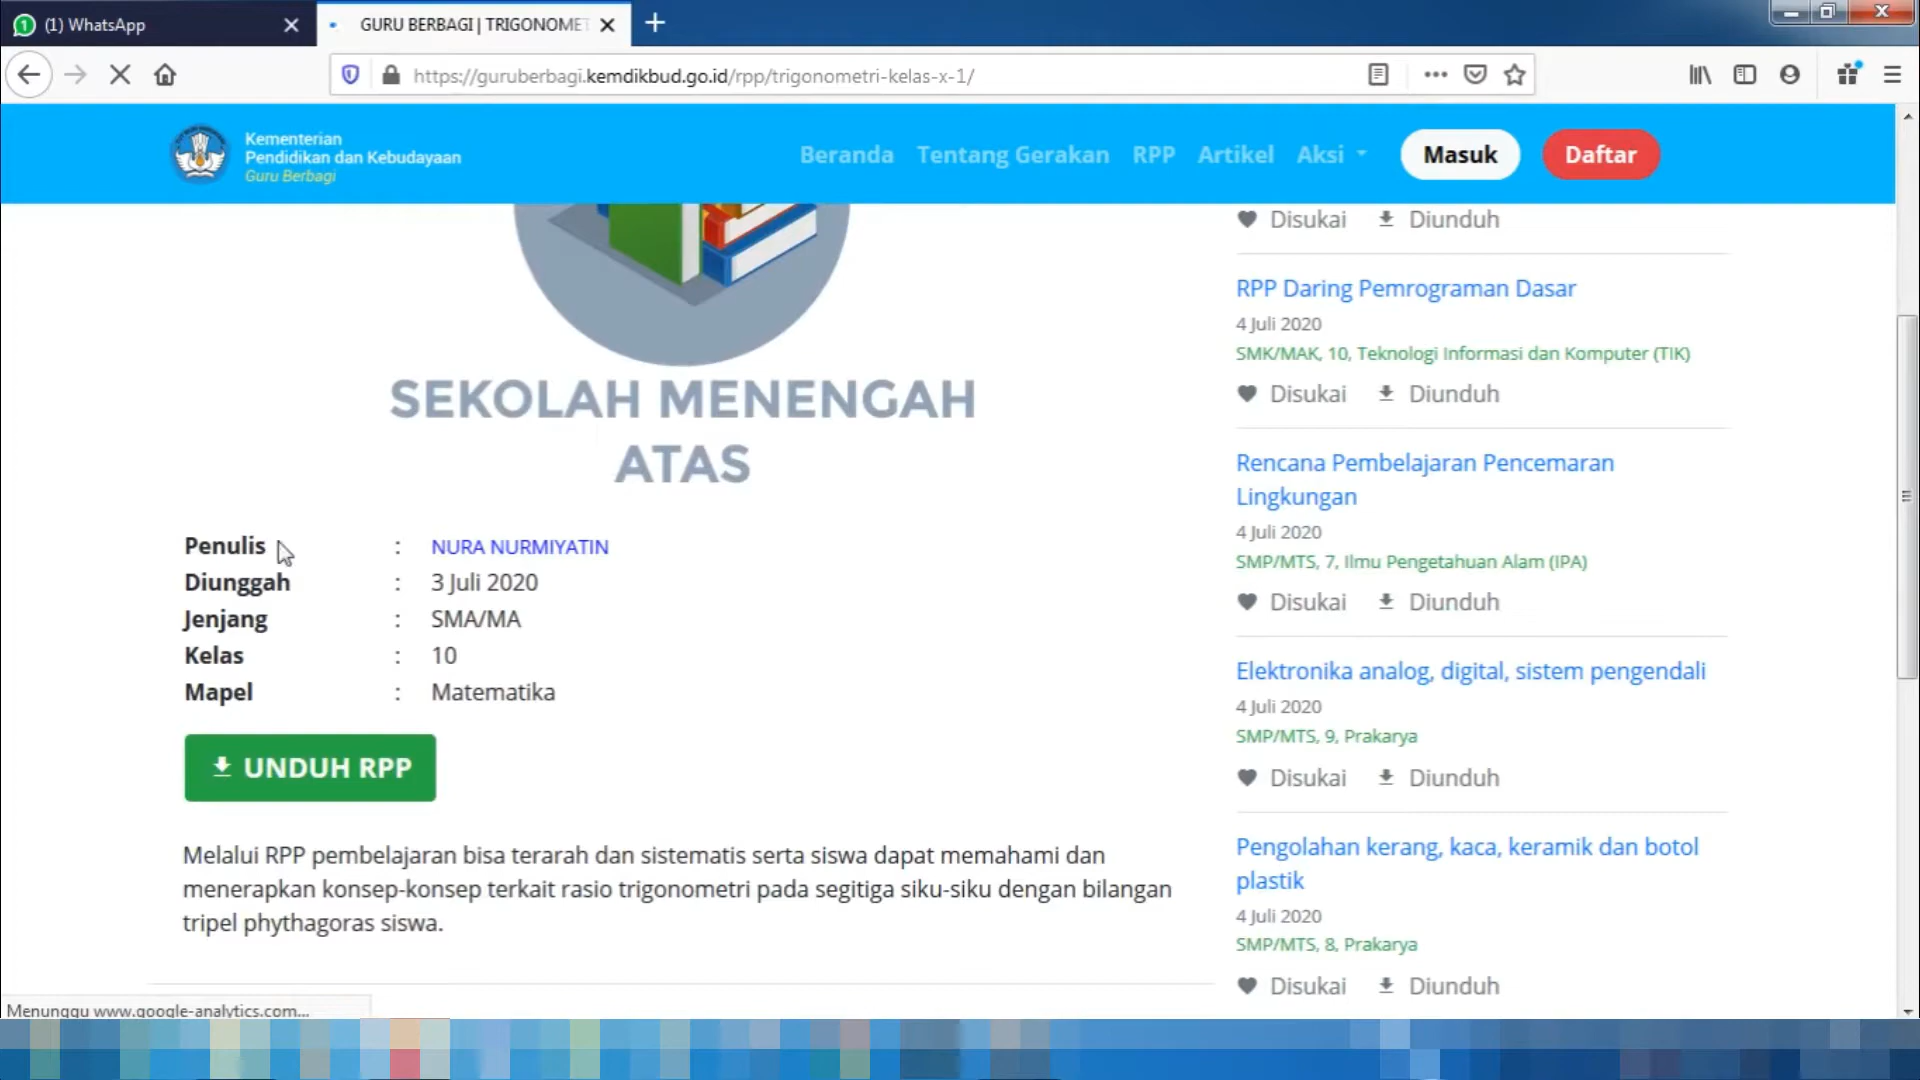 (1) WhatsApp
GURU BERBAGI | TRIGONOMET
https://guruberbagi.kemdikbud.go.id/rpp/trigonometri-kelas-x-1/
Kementerian
Pendidikan dan Kebudayaan
Guru Berbagi
Beranda Tentang Gerakan RPP Artikel Aksi Masuk Daftar
SEKOLAH MENENGAH
ATAS
Penulis : NURA NURMIYATIN
Diunggah : 3 Juli 2020
Jenjang : SMA/MA
Kelas : 10
Mapel : Matematika
UNDUH RPP
Melalui RPP pembelajaran bisa terarah dan sistematis serta siswa dapat memahami dan
menerapkan konsep-konsep terkait rasio trigonometri pada segitiga siku-siku dengan bilangan
tripel phythagoras siswa.
Disukai Diunduh
RPP Daring Pemrograman Dasar
4 Juli 2020
SMK/MAK, 10, Teknologi Informasi dan Komputer (TIK)
Disukai Diunduh
Rencana Pembelajaran Pencemaran
Lingkungan
4 Juli 2020
SMP/MTS, 7, Ilmu Pengetahuan Alam (IPA)
Disukai Diunduh
Elektronika analog, digital, sistem pengendali
4 Juli 2020
SMP/MTS, 9, Prakarya
Disukai Diunduh
Pengolahan kerang, kaca, keramik dan botol
plastik
4 Juli 2020
SMP/MTS, 8, Prakarya
Disukai Diunduh
Menunggu www.google-analytics.com...